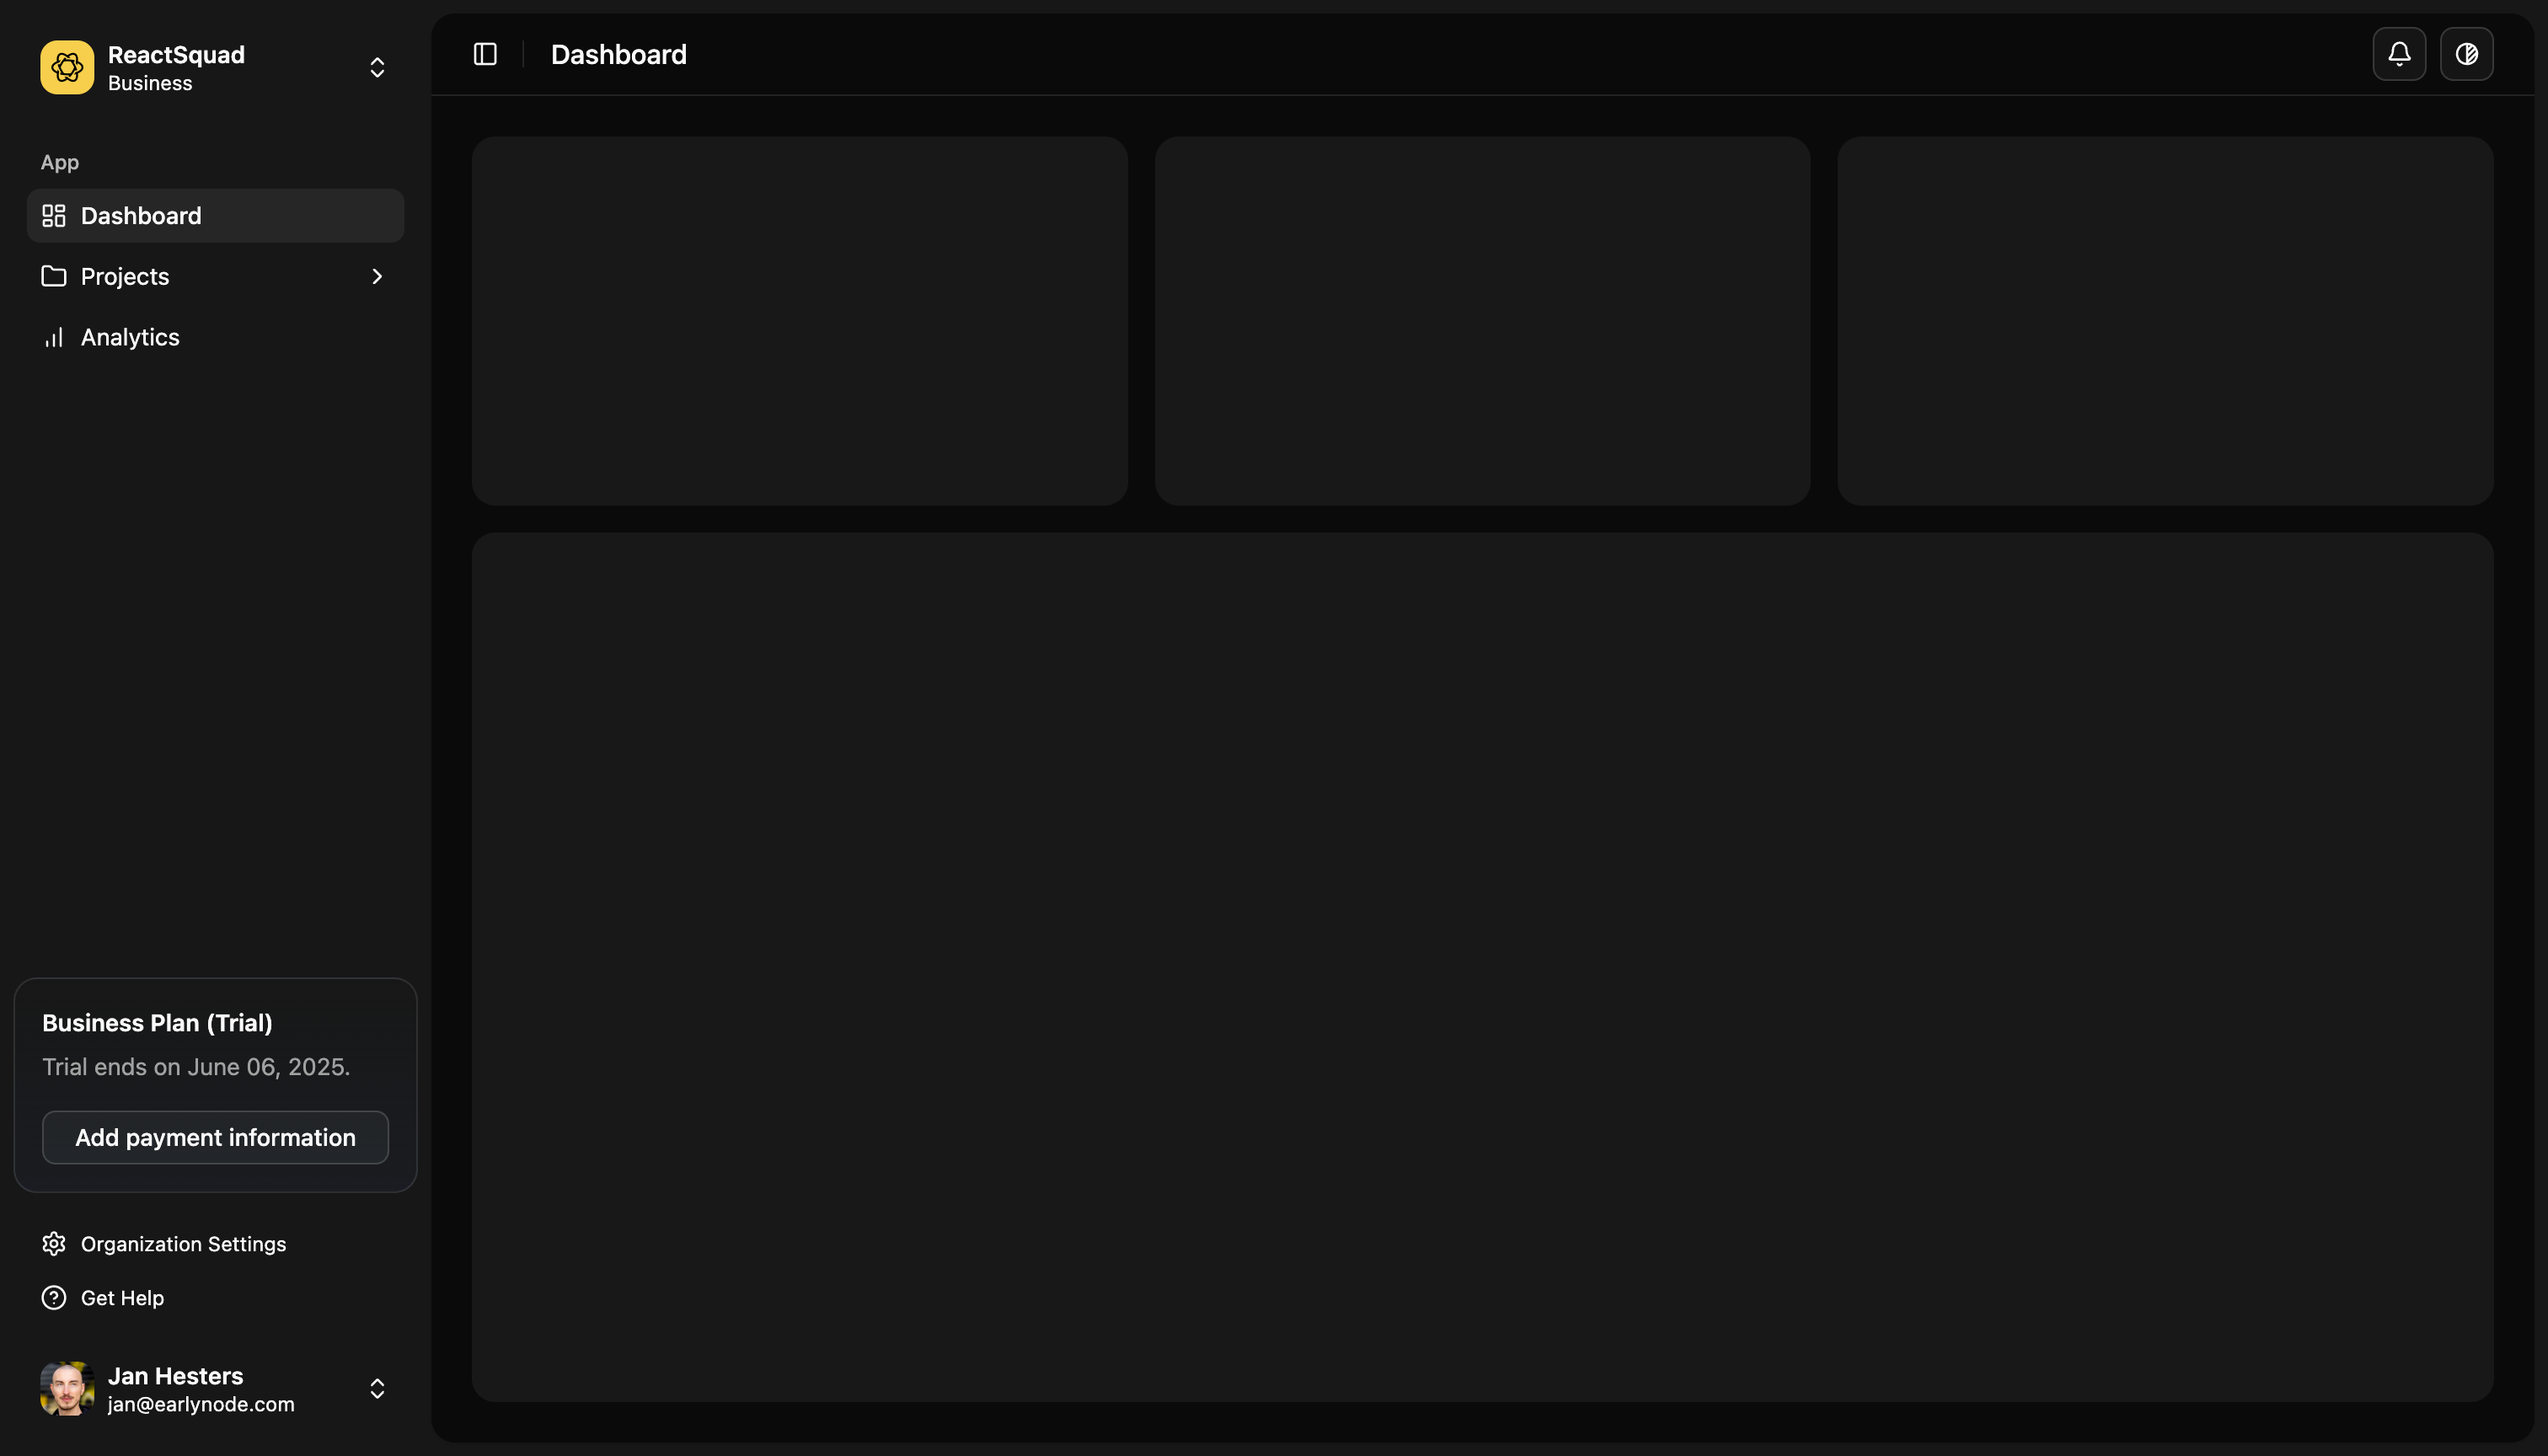 ReactSquad
Business
App
Dashboard
Projects
Analytics
Business Plan (Trial)
Trial ends on June 06, 2025.
Add payment information
Organization Settings
Get Help
Jan Hesters
jan@earlynode.com
Dashboard